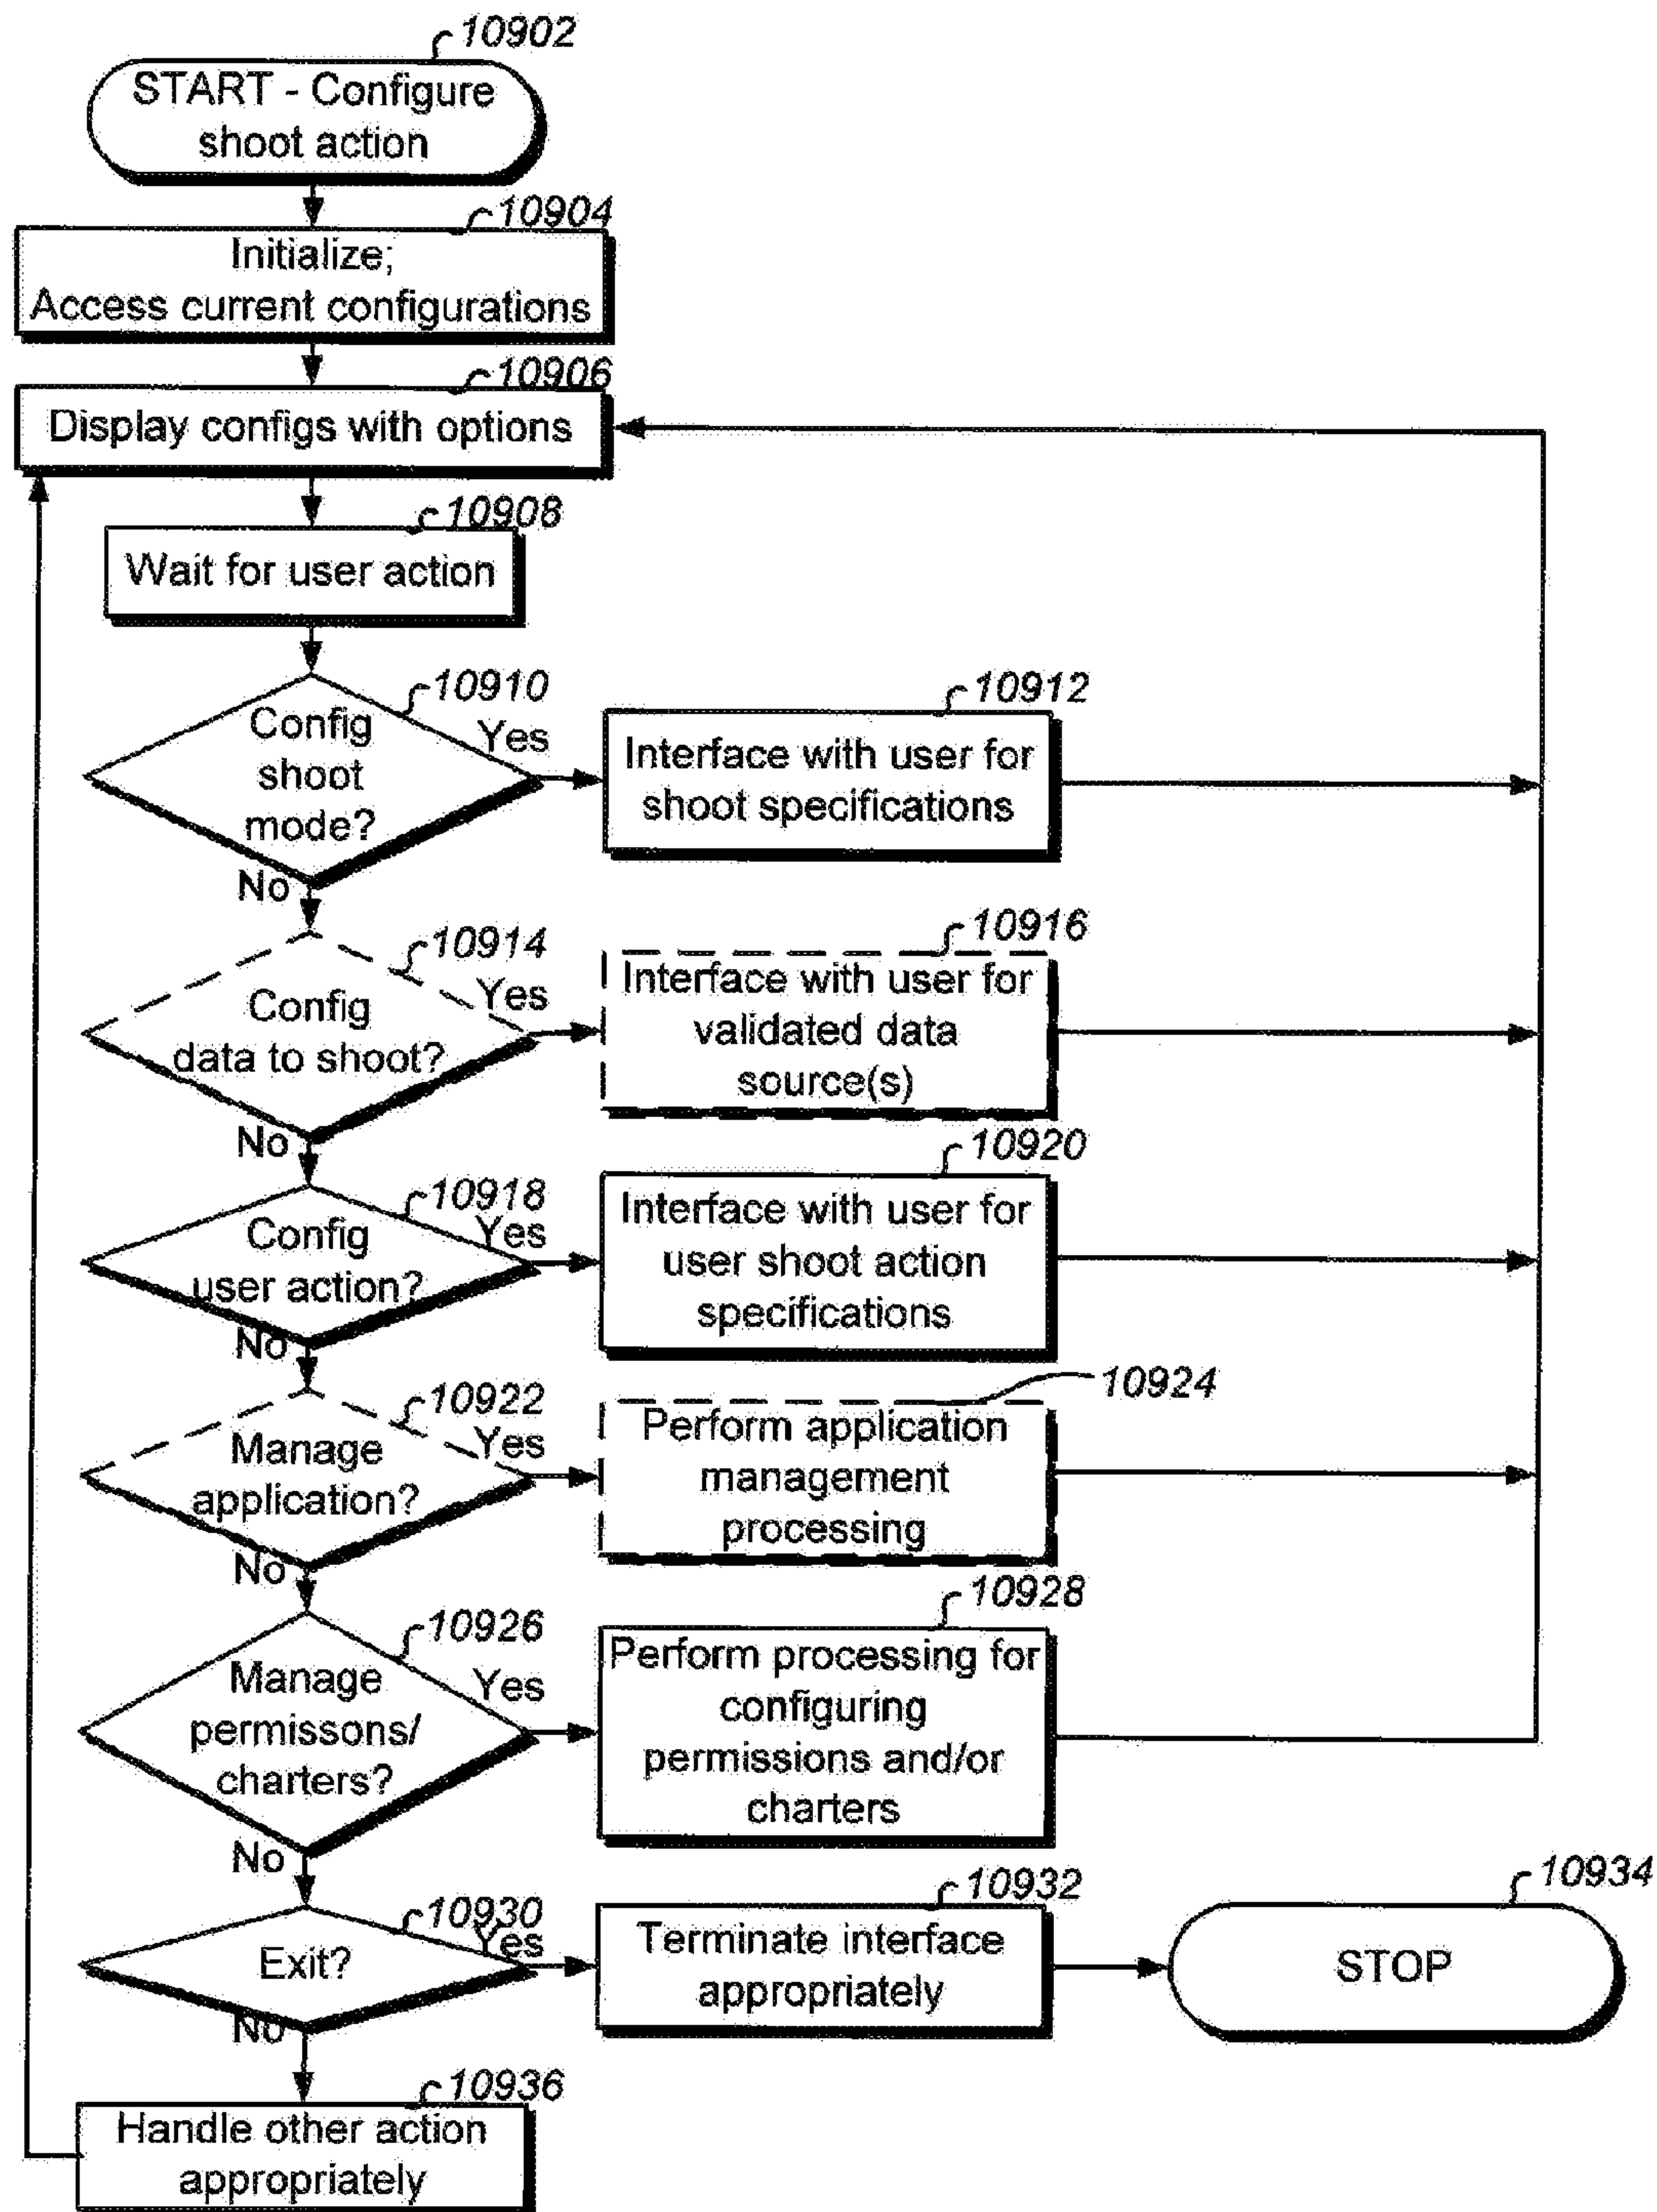 10902
START - Configure
shoot action
10904
Initialize;
Access current configurations
10906
Display configs with options
10908
Wait for user action
10910
Config
shoot
mode?
Yes
No
10912
Interface with user for
shoot specifications
10914
Config
data to shoot?
Yes
No
10916
Interface with user for
validated data
source(s)
10918
Config
user action?
Yes
No
10920
Interface with user for
user shoot action
specifications
10922
Manage
application?
Yes
No
10924
Perform application
management
processing
10926
Manage
permissons/
charters?
Yes
No
10928
Perform processing for
configuring
permissions and/or
charters
10930
Exit?
Yes
No
10932
Terminate interface
appropriately
10934
STOP
10936
Handle other action
appropriately